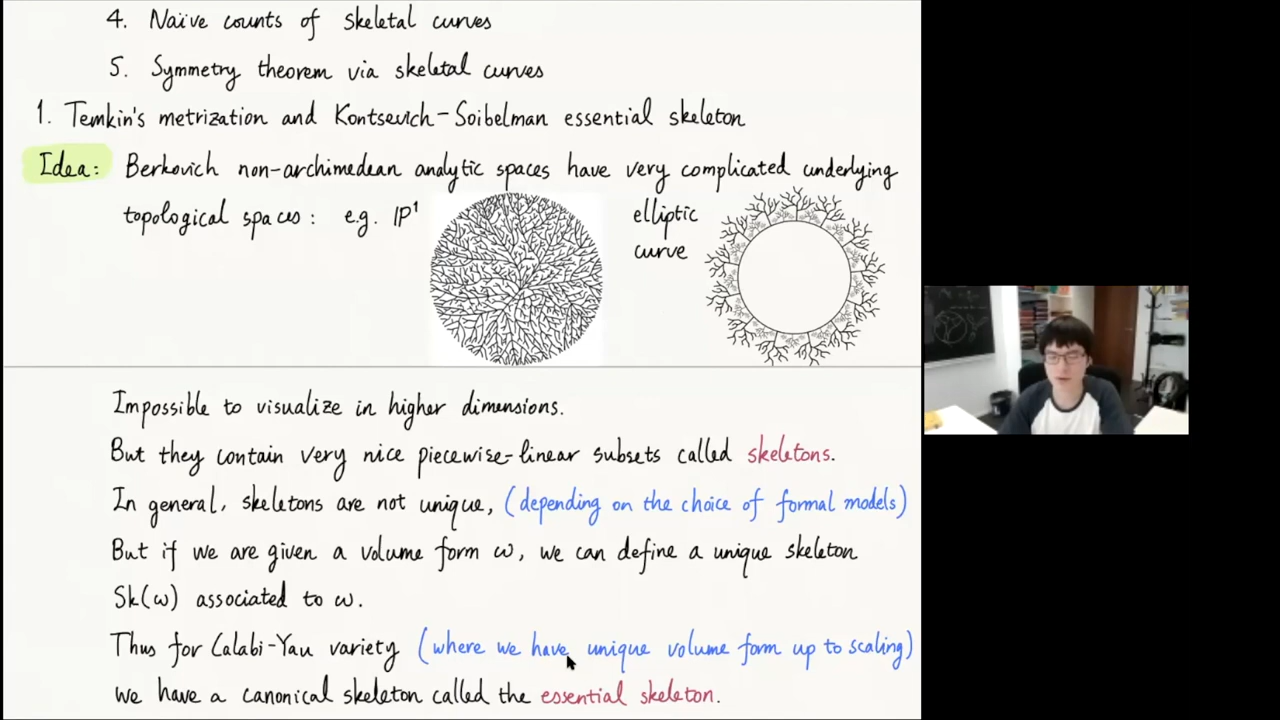 4. Naïve counts of skeletal curves
5. Symmetry theorem via skeletal curves
1. Temkin's metrization and Kontsevich-Soibelman essential skeleton
Idea: Berkovich non-archimedean analytic spaces have very complicated underlying
topological spaces: e.g. IP¹ elliptic
curve
Impossible to visualize in higher dimensions.
But they contain very nice piecewise-linear subsets called skeletons.
In general, skeletons are not unique, (depending on the choice of formal models)
But if we are given a volume form ω, we can define a unique skeleton
Sk(ω) associated to ω.
Thus for Calabi-Yau variety (where we have unique volume form up to scaling)
we have a canonical skeleton called the essential skeleton.